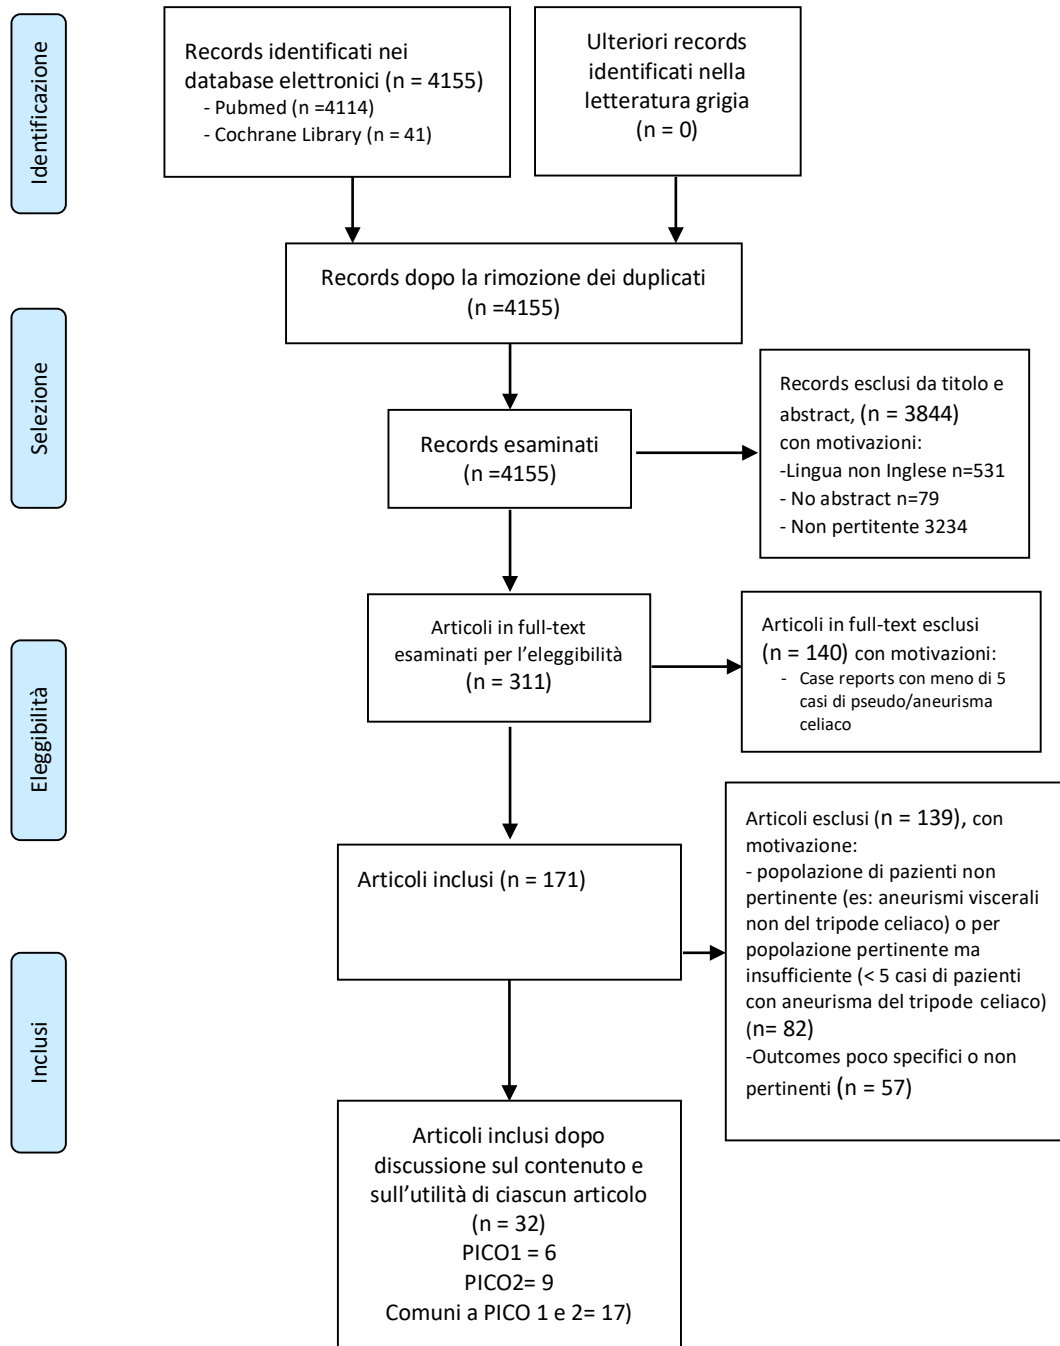 Identificazione
Records identificati nei
database elettronici (n = 4155)
- Pubmed (n =4114)
- Cochrane Library (n = 41)
Ulteriori records
identificati nella
letteratura grigia
(n = 0)
Records dopo la rimozione dei duplicati
(n =4155)
Selezione
Records esaminati
(n =4155)
Records esclusi da titolo e
abstract, (n = 3844)
con motivazioni:
-Lingua non Inglese n=531
- No abstract n=79
- Non pertitente 3234
Eleggibilità
Articoli in full-text
esaminati per l'eleggibilità
(n = 311)
Articoli in full-text esclusi
(n = 140) con motivazioni:
- Case reports con meno di 5
casi di pseudo/aneurisma
celiaco
Articoli inclusi (n = 171)
Articoli esclusi (n = 139), con
motivazione:
- popolazione di pazienti non
pertinente (es: aneurismi viscerali
non del tripode celiaco) o per
popolazione pertinente ma
insufficiente (< 5 casi di pazienti
con aneurisma del tripode celiaco)
(n= 82)
-Outcomes poco specifici o non
pertinenti (n = 57)
Inclusi
Articoli inclusi dopo
discussione sul contenuto e
sull'utilità di ciascun articolo
(n = 32)
PICO1 = 6
PICO2= 9
Comuni a PICO 1 e 2= 17)